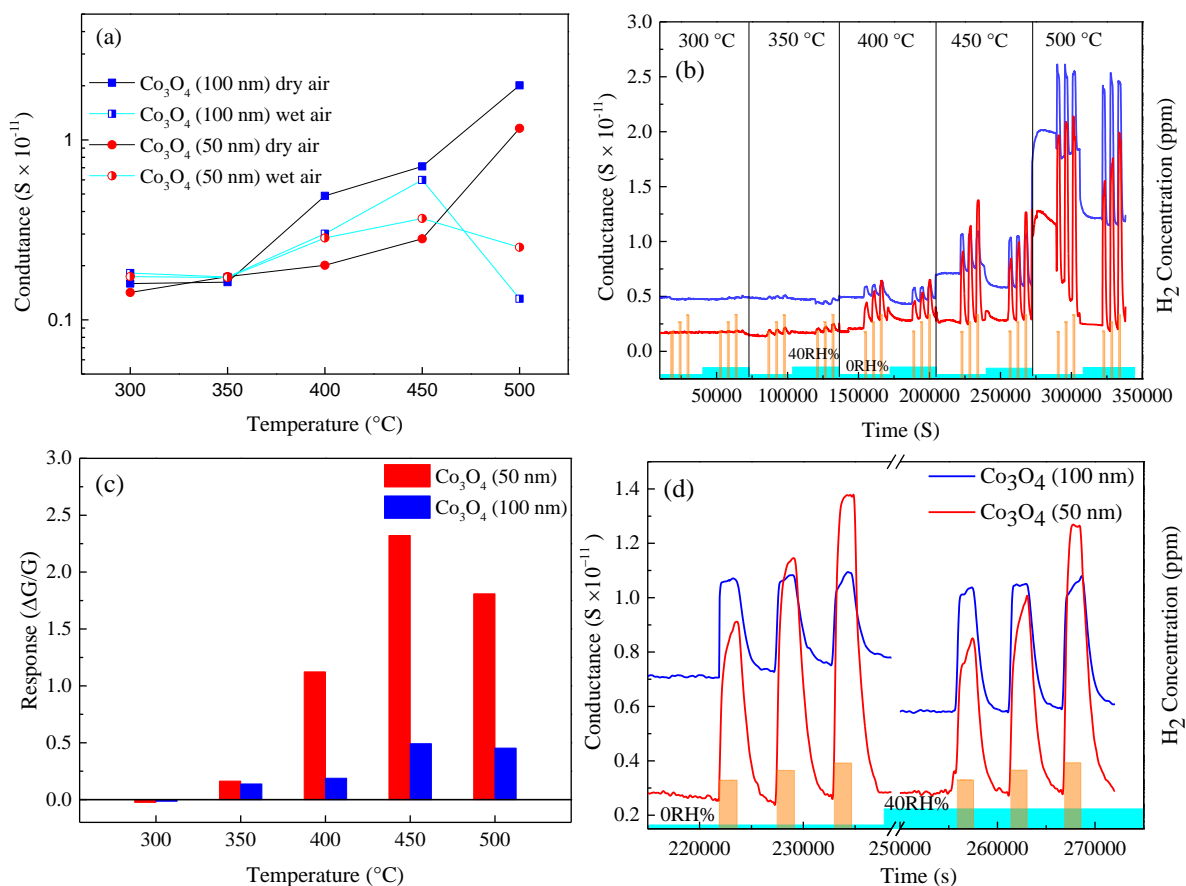 (a)
Co₃O₄ (100 nm) dry air
Co₃O₄ (100 nm) wet air
Co₃O₄ (50 nm) dry air
Co₃O₄ (50 nm) wet air
Conductance (S × 10⁻¹¹)
1
0.1
300 350 400 450 500
Temperature (°C)
(b)
300 °C 350 °C 400 °C 450 °C 500 °C
Conductance (S × 10⁻¹¹)
3.0
2.5
2.0
1.5
1.0
0.5
0.0
40RH%
0RH%
50000 100000 150000 200000 250000 300000 350000
Time (S)
H₂ Concentration (ppm)
(c)
Co₃O₄ (50 nm)
Co₃O₄ (100 nm)
Response (ΔG/G)
3.0
2.5
2.0
1.5
1.0
0.5
0.0
300 350 400 450 500
Temperature (°C)
(d)
Co₃O₄ (100 nm)
Co₃O₄ (50 nm)
Conductance (S ×10⁻¹¹)
1.4
1.2
1.0
0.8
0.6
0.4
0.2
0RH%
40RH%
220000 230000 250000 260000 270000
Time (s)
H₂ Concentration (ppm)